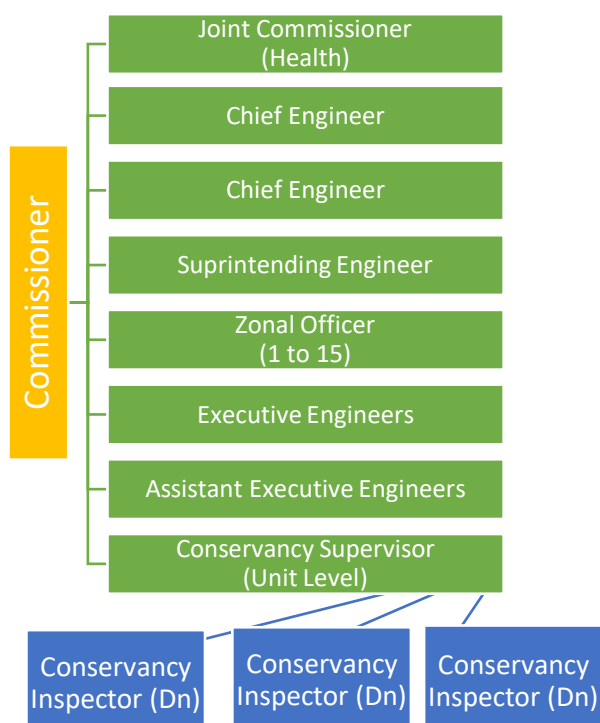 Commissioner
Joint Commissioner
(Health)
Chief Engineer
Chief Engineer
Suprintending Engineer
Zonal Officer
(1 to 15)
Executive Engineers
Assistant Executive Engineers
Conservancy Supervisor
(Unit Level)
Conservancy
Inspector (Dn)
Conservancy
Inspector (Dn)
Conservancy
Inspector (Dn)